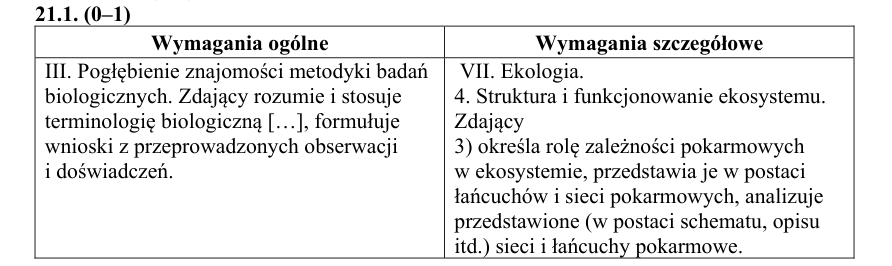 21.1. (0–1)
Wymagania ogólne
Wymagania szczegółowe
III. Pogłębienie znajomości metodyki badań
biologicznych. Zdający rozumie i stosuje
terminologię biologiczną […], formułuje
wnioski z przeprowadzonych obserwacji
i doświadczeń.
VII. Ekologia.
4. Struktura i funkcjonowanie ekosystemu.
Zdający
3) określa rolę zależności pokarmowych
w ekosystemie, przedstawia je w postaci
łańcuchów i sieci pokarmowych, analizuje
przedstawione (w postaci schematu, opisu
itd.) sieci i łańcuchy pokarmowe.